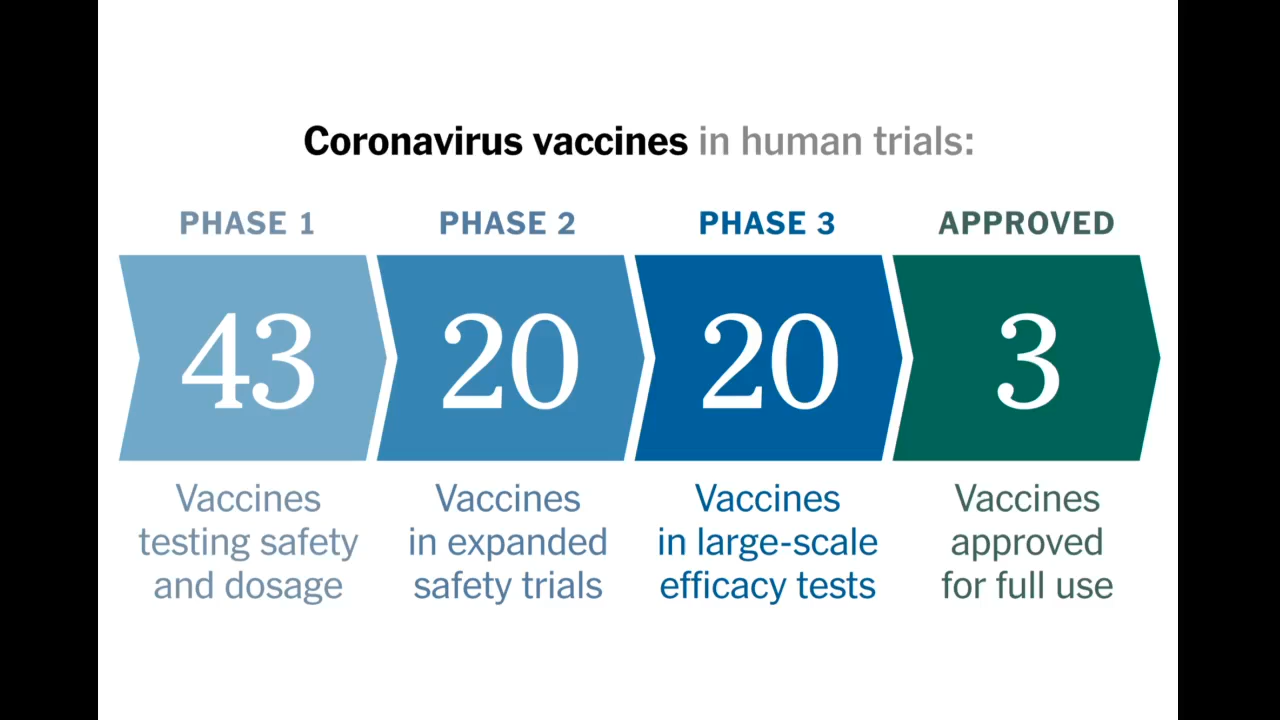 Coronavirus vaccines in human trials:
PHASE 1
PHASE 2
PHASE 3
APPROVED
43
20
20
3
Vaccines
testing safety
and dosage
Vaccines
in expanded
safety trials
Vaccines
in large-scale
efficacy tests
Vaccines
approved
for full use